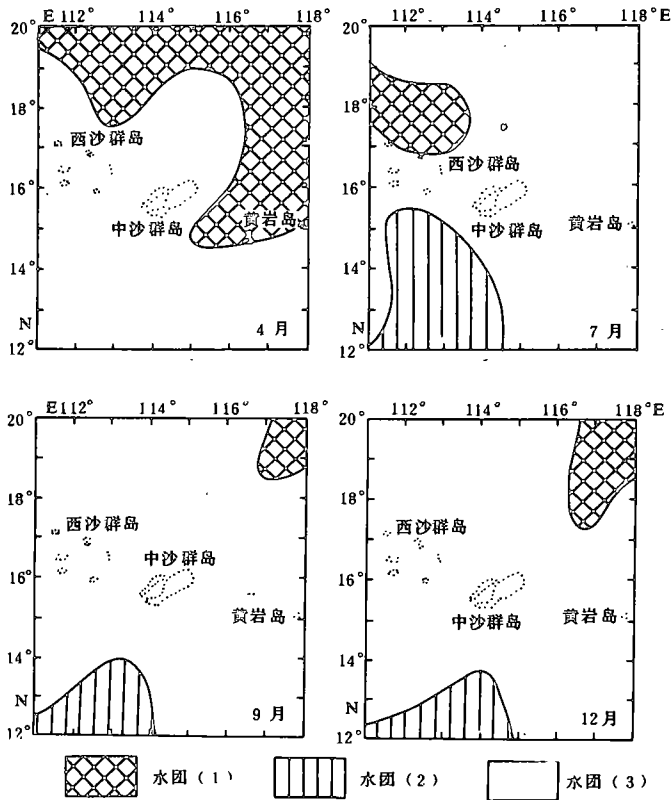 E 112° 114° 116° 118°
20°
18°
西沙群岛
16°
中沙群岛 黄岩岛
14°
N 4月
12°
112° 114° 116° 118° E
20°
18°
西沙群岛
16°
中沙群岛 黄岩岛
14°
N 7月
12°
E112° 114° 116° 118°
20°
18°
西沙群岛
中沙群岛
16°
黄岩岛
14°
N 9月
12°
112° 114° 116° 118° E
20°
18°
西沙群岛
16°
中沙群岛 黄岩岛
14°
N 12月
12°
水团（1） 水团（2） 水团（3）